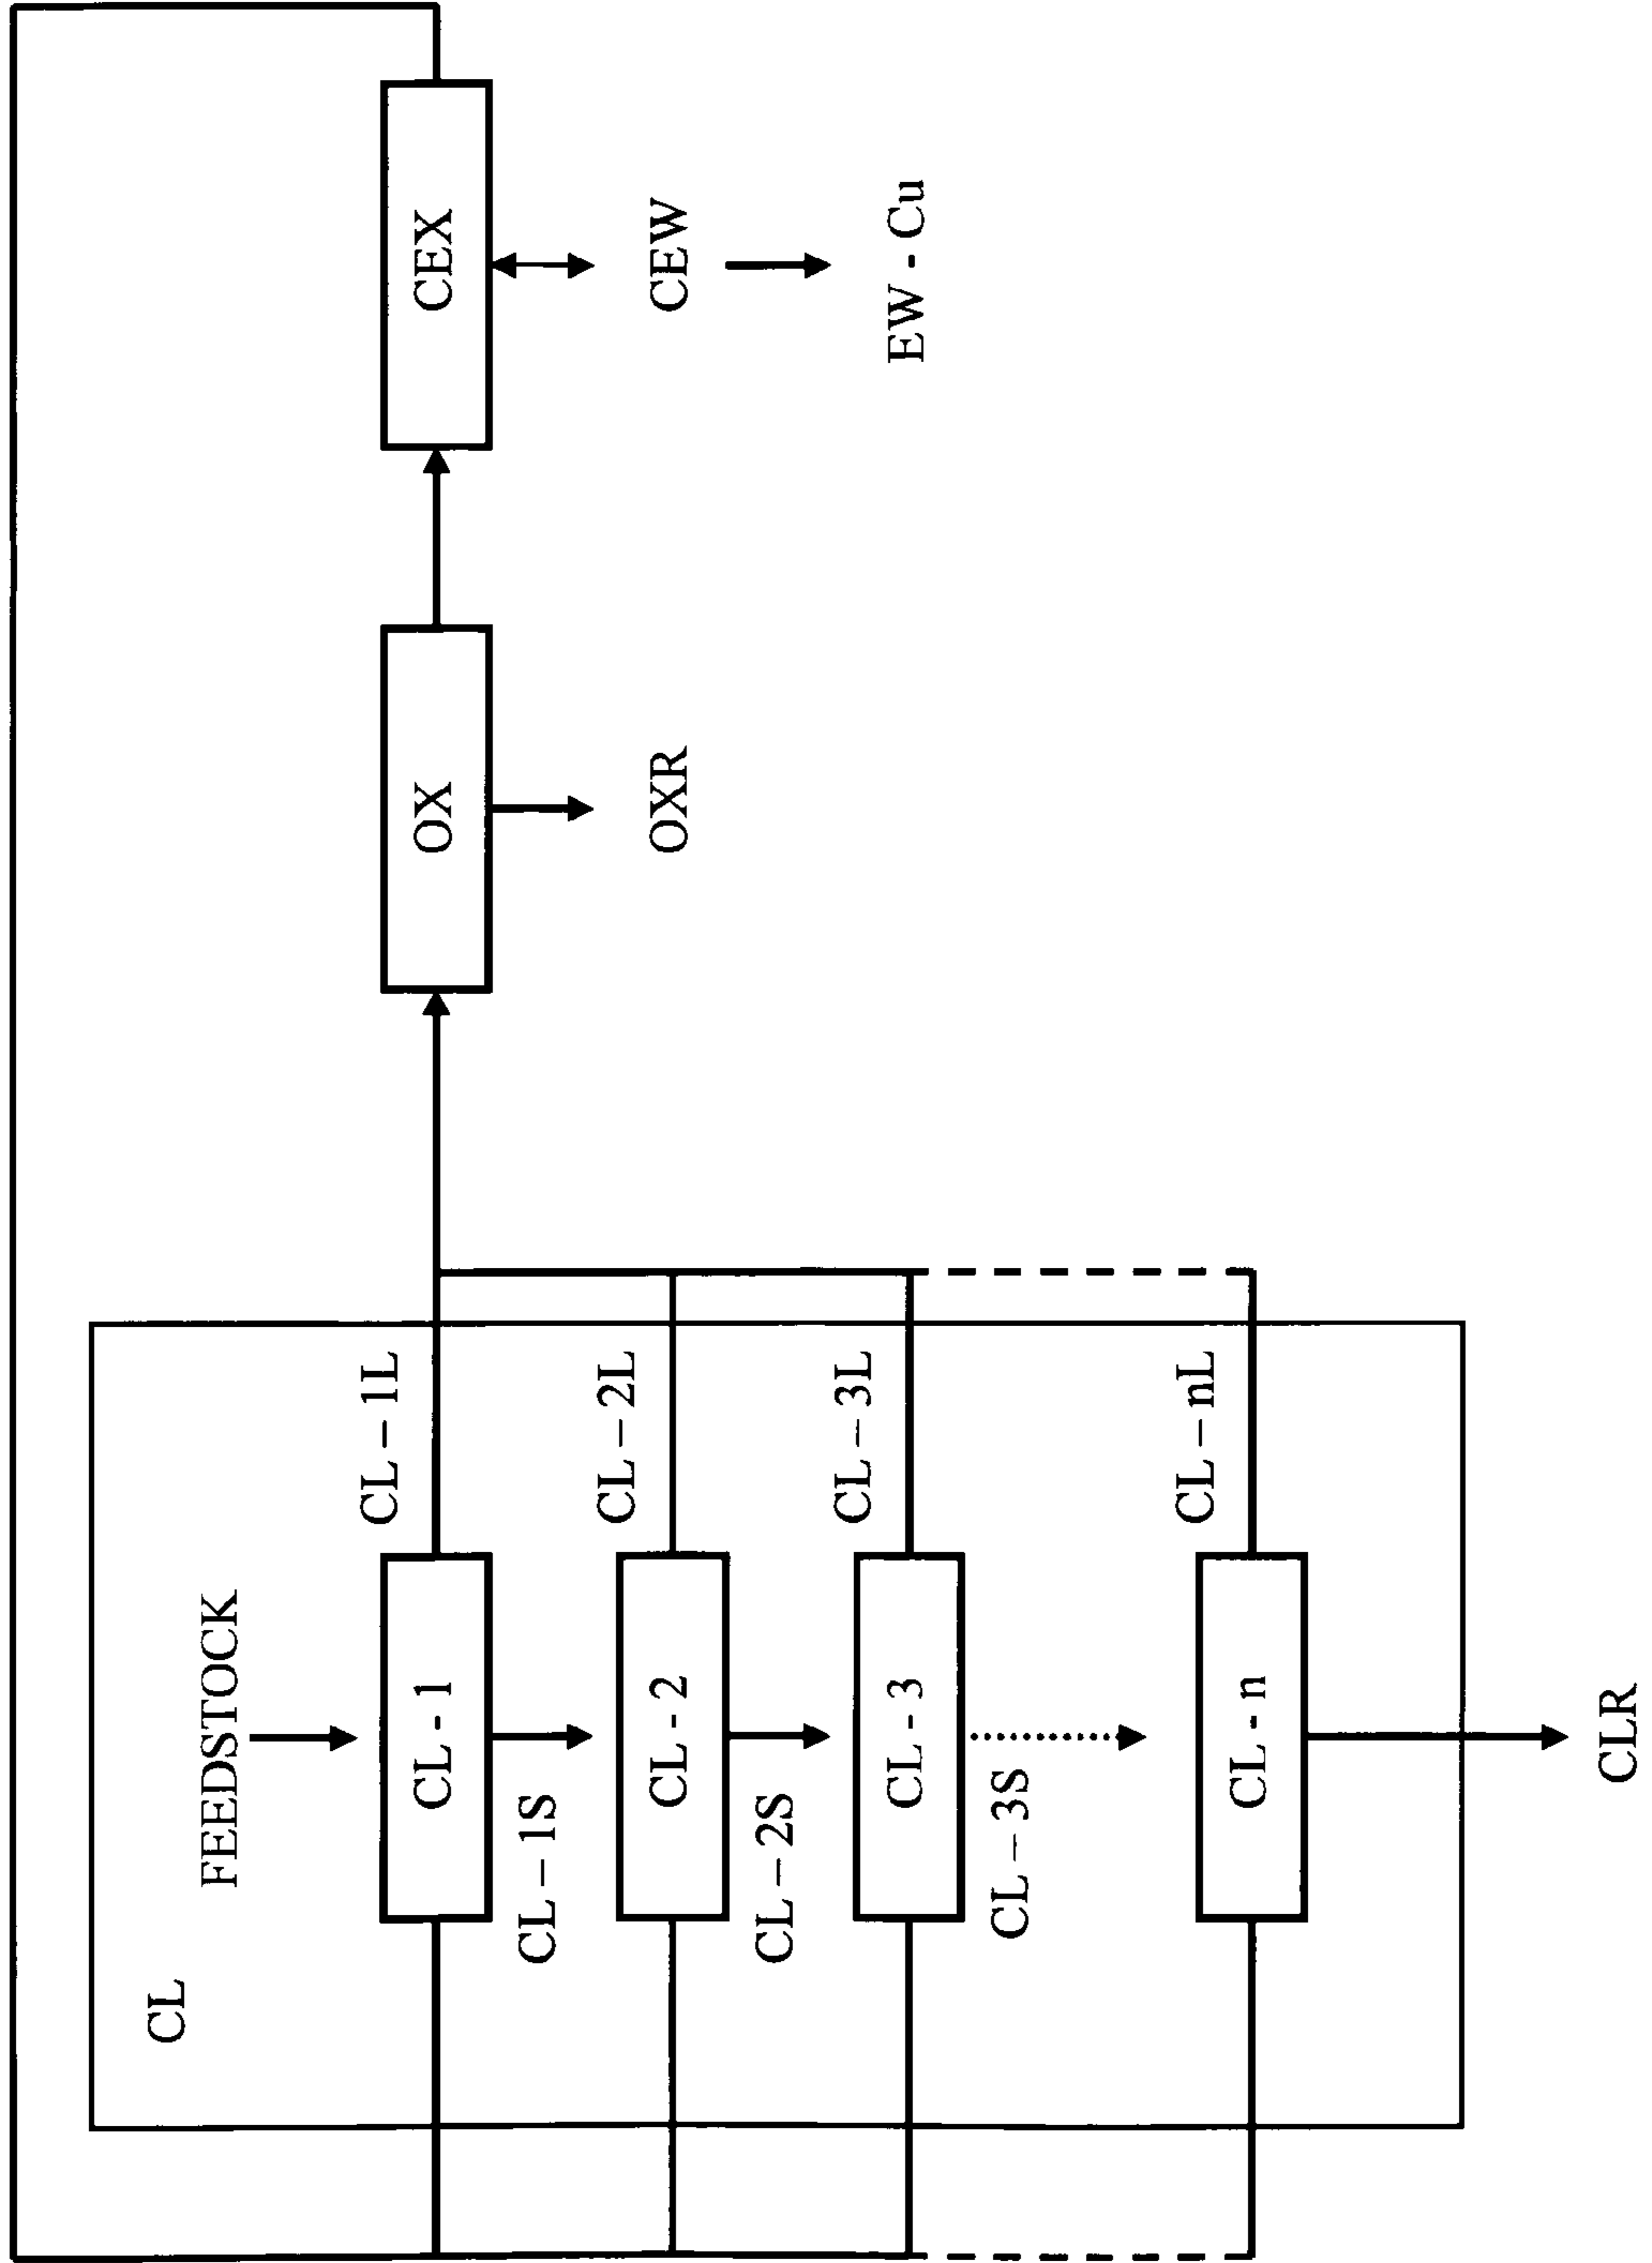 CL
FEEDSTOCK
CL - 1
CL – 1L
OX
CEX
CL – 1S
CL - 2
CL – 2L
OXR
CEW
CL – 2S
CL - 3
CL – 3L
EW - Cu
CL – 3S
CL - n
CL – nL
CLR